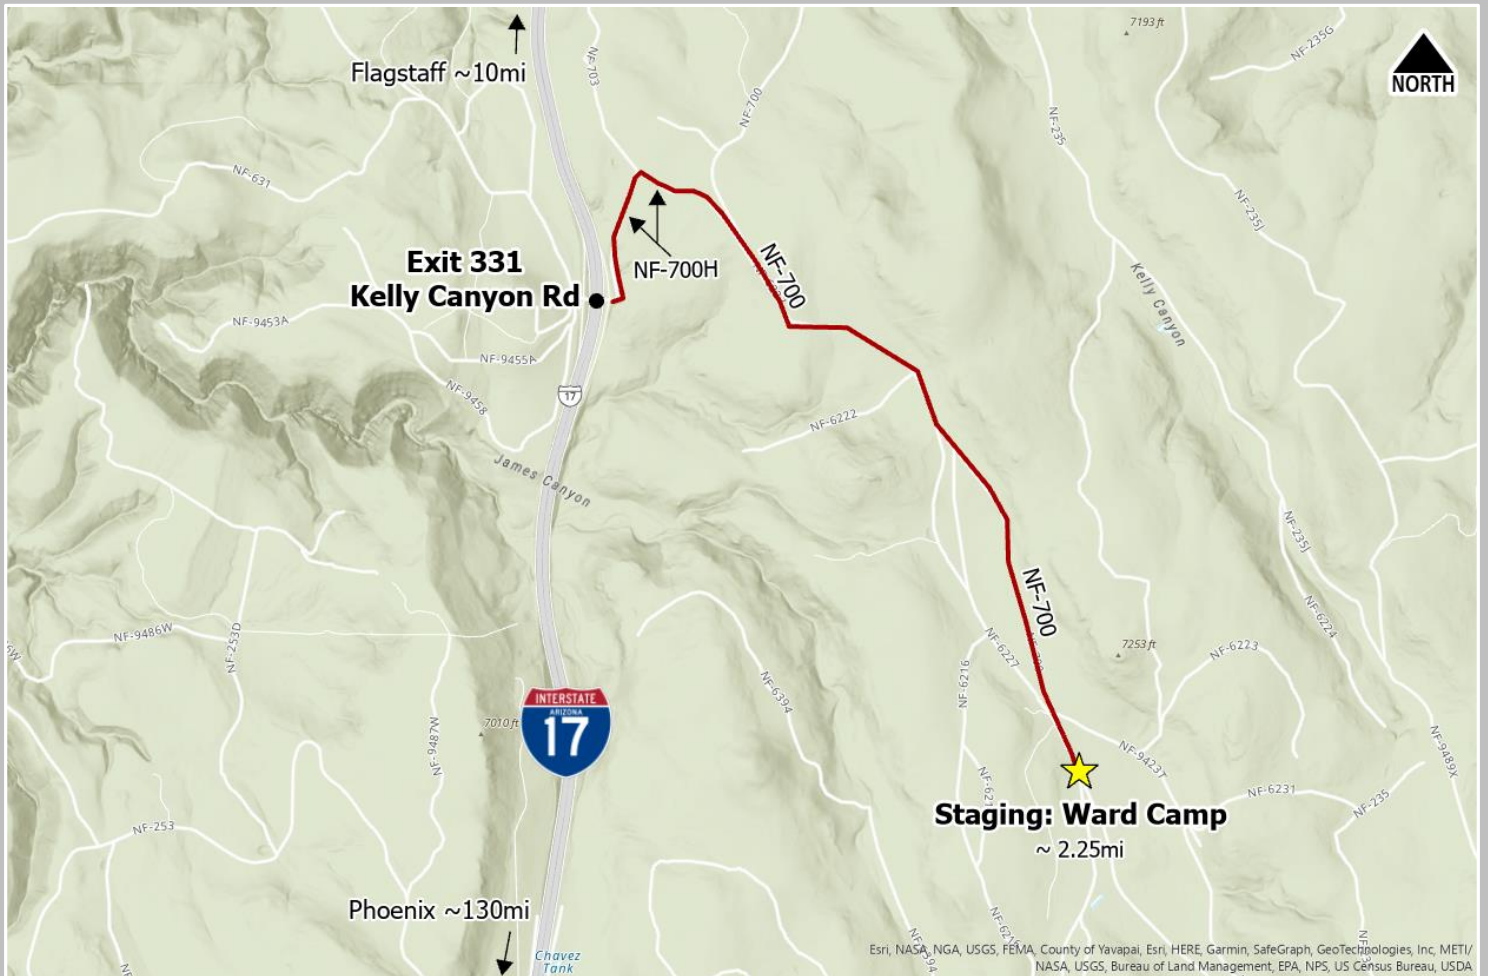 7193 ft
NF-235G
Flagstaff ~10mi
NF-703
NF-700
NORTH
NF-235
NF-631
NF-235J
Exit 331
Kelly Canyon Rd
NF-700H
NF-700
Kelly Canyon
NF-9453A
NF-9455A
17
NF-9458
NF-6222
James Canyon
NF-235J
NF-700
NF-6224
NF-9486W
NF-253D
NF-6227
7253 ft
NF-6223
NF-6216
NF-6394
INTERSTATE
ARIZONA
17
7010 ft
NF-9487W
NF-9423T
NF-9489X
NF-6231
NF-235
Staging: Ward Camp
~ 2.25mi
NF-253
Phoenix ~130mi
Chavez
Tank
Esri, NASA, NGA, USGS, FEMA, County of Yavapai, Esri, HERE, Garmin, SafeGraph, GeoTechnologies, Inc, METI/
NASA, USGS, Bureau of Land Management, EPA, NPS, US Census Bureau, USDA